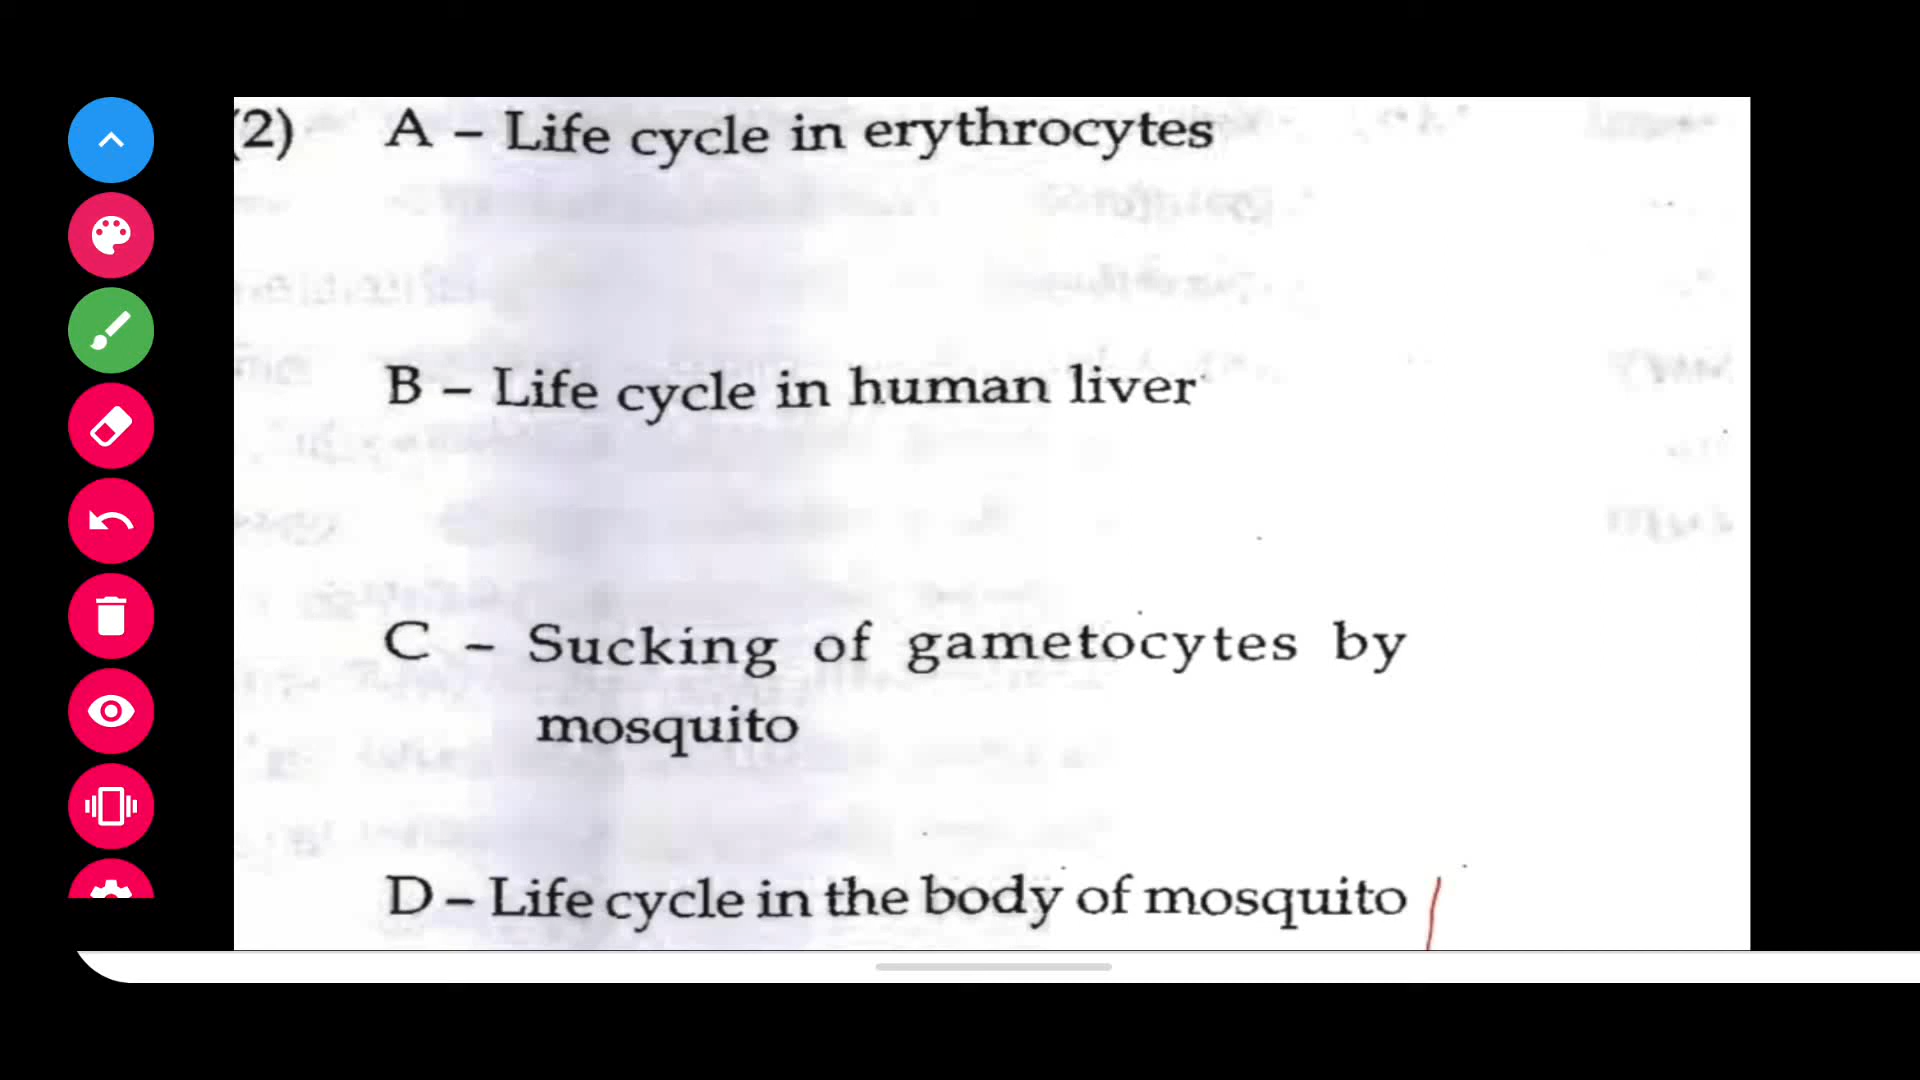 (2) A – Life cycle in erythrocytes
B – Life cycle in human liver
C – Sucking of gametocytes by
mosquito
D – Life cycle in the body of mosquito